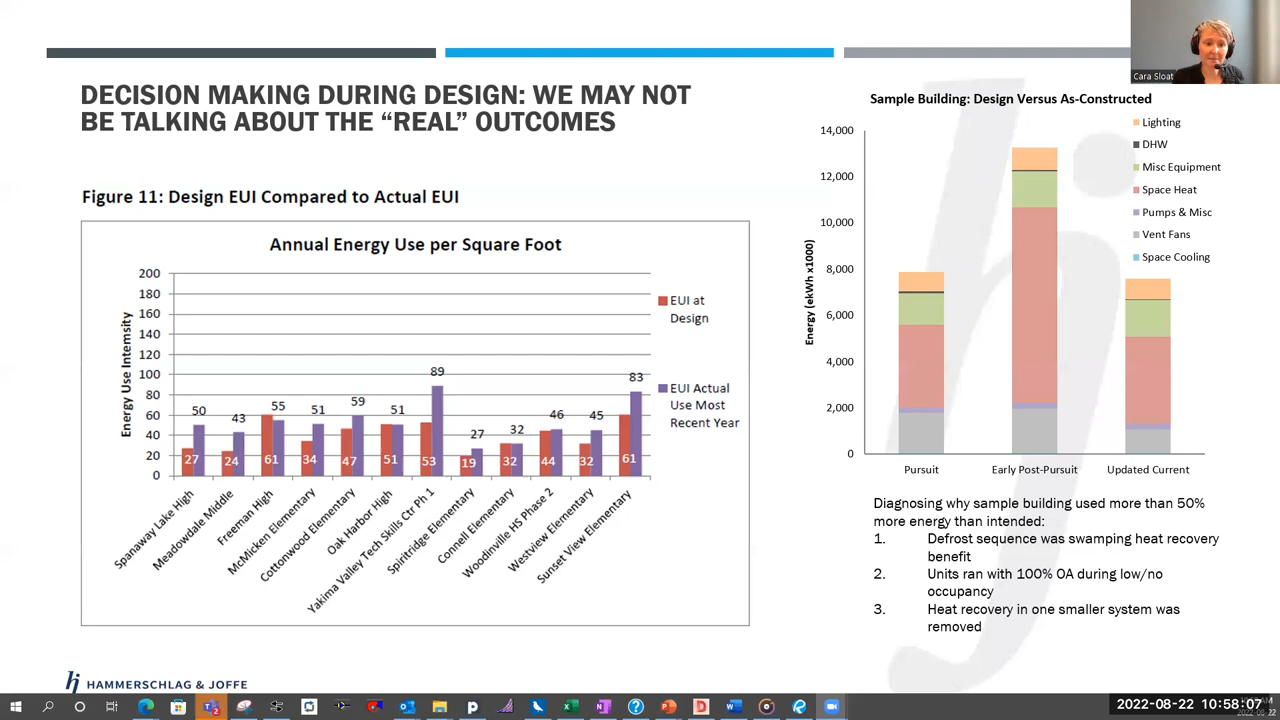 Cara Sloat
DECISION MAKING DURING DESIGN: WE MAY NOT
BE TALKING ABOUT THE “REAL” OUTCOMES
Figure 11: Design EUI Compared to Actual EUI
Annual Energy Use per Square Foot
Energy Use Intemsity
200
180
160
140
120
100
80
60
40
20
0
27 50
24 43
61 55
34 51
47 59
51 51
53 89
19 27
32 32
44 46
32 45
61 83
Spanaway Lake High
Meadowdale Middle
Freeman High
McMicken Elementary
Cottonwood Elementary
Oak Harbor High
Yakima Valley Tech Skills Ctr Ph 1
Spiritridge Elementary
Connell Elementary
Woodinville HS Phase 2
Westview Elementary
Sunset View Elementary
EUI at
Design
EUI Actual
Use Most
Recent Year
Sample Building: Design Versus As-Constructed
Energy (ekWh x1000)
14,000
12,000
10,000
8,000
6,000
4,000
2,000
0
Pursuit
Early Post-Pursuit
Updated Current
Lighting
DHW
Misc Equipment
Space Heat
Pumps & Misc
Vent Fans
Space Cooling
Diagnosing why sample building used more than 50%
more energy than intended:
1. Defrost sequence was swamping heat recovery
benefit
2. Units ran with 100% OA during low/no
occupancy
3. Heat recovery in one smaller system was
removed
hj HAMMERSCHLAG & JOFFE
2022-08-22 10:58:07